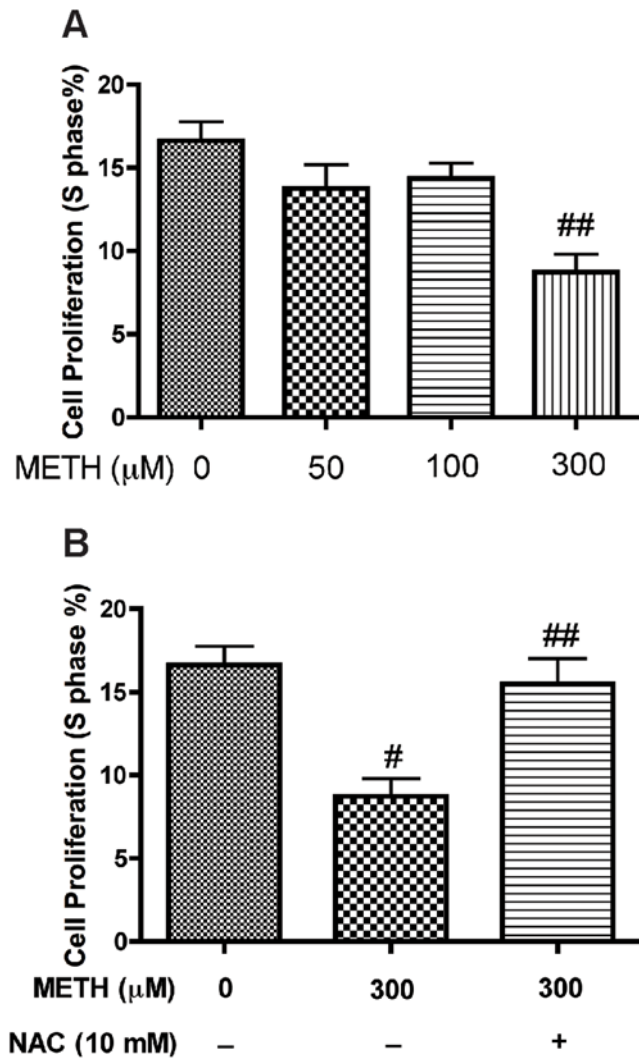 A
Cell Proliferation (S phase%)
20
15
10
5
0
##
METH (μM) 0 50 100 300
B
Cell Proliferation (S phase %)
20
15
10
5
0
#
##
METH (μM) 0 300 300
NAC (10 mM) – – +